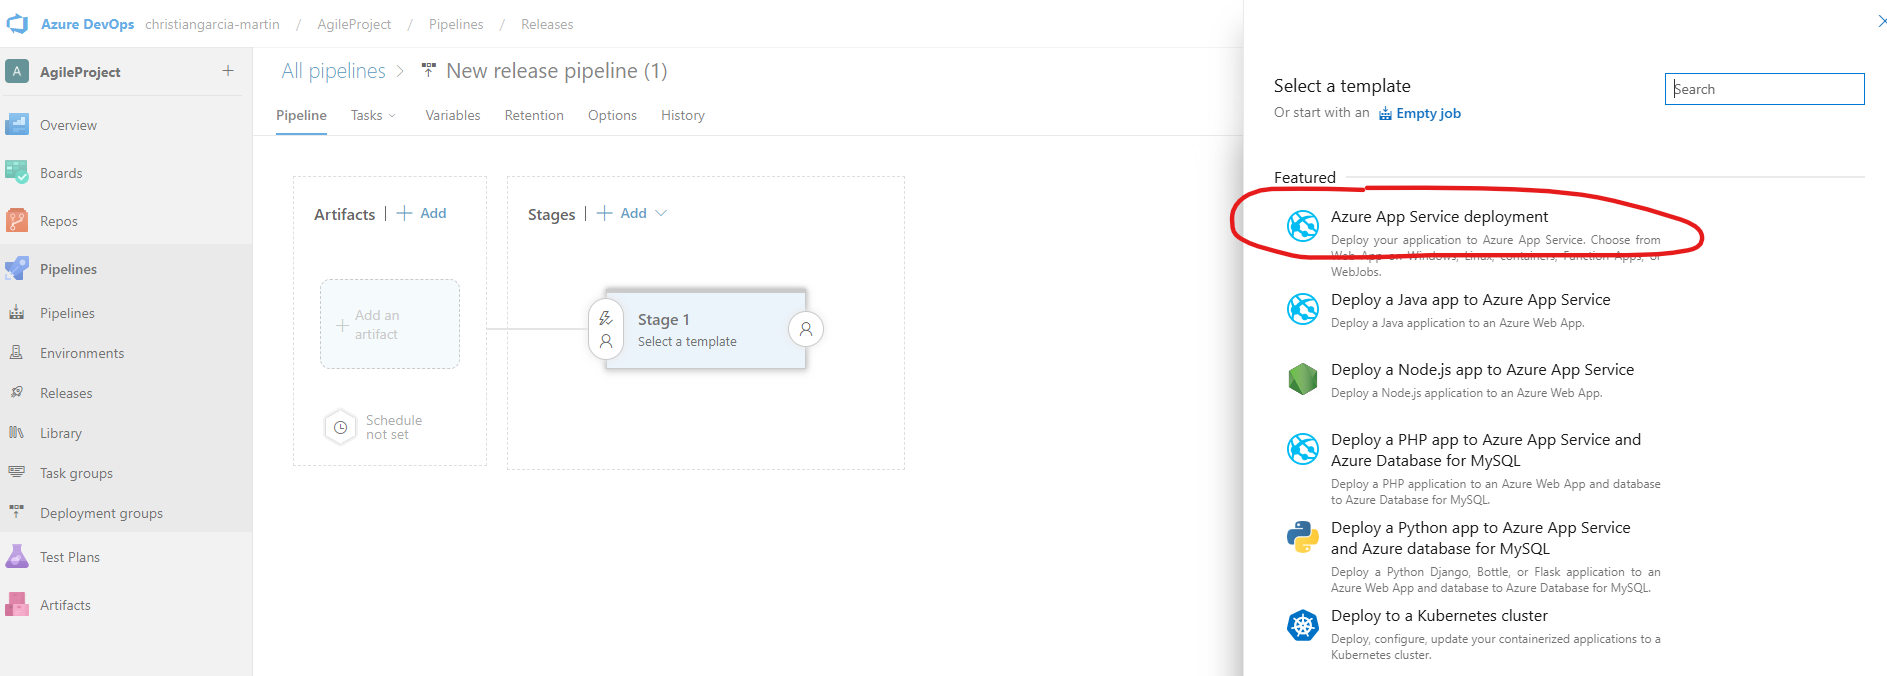 Azure DevOps christiangarcia-martin / AgileProject / Pipelines / Releases
A AgileProject +
Overview
Boards
Repos
Pipelines
Pipelines
Environments
Releases
Library
Task groups
Deployment groups
Test Plans
Artifacts
All pipelines > New release pipeline (1)
Pipeline Tasks Variables Retention Options History
Artifacts | + Add
+ Add an
artifact
Schedule
not set
Stages | + Add
Stage 1
Select a template
Select a template
Search
Or start with an Empty job
Featured
Azure App Service deployment
Deploy your application to Azure App Service. Choose from
Web App on Windows, Linux, containers, Function Apps, or
WebJobs.
Deploy a Java app to Azure App Service
Deploy a Java application to an Azure Web App.
Deploy a Node.js app to Azure App Service
Deploy a Node.js application to an Azure Web App.
Deploy a PHP app to Azure App Service and
Azure Database for MySQL
Deploy a PHP application to an Azure Web App and database
to Azure Database for MySQL.
Deploy a Python app to Azure App Service
and Azure database for MySQL
Deploy a Python Django, Bottle, or Flask application to an
Azure Web App and database to Azure Database for MySQL.
Deploy to a Kubernetes cluster
Deploy, configure, update your containerized applications to a
Kubernetes cluster.